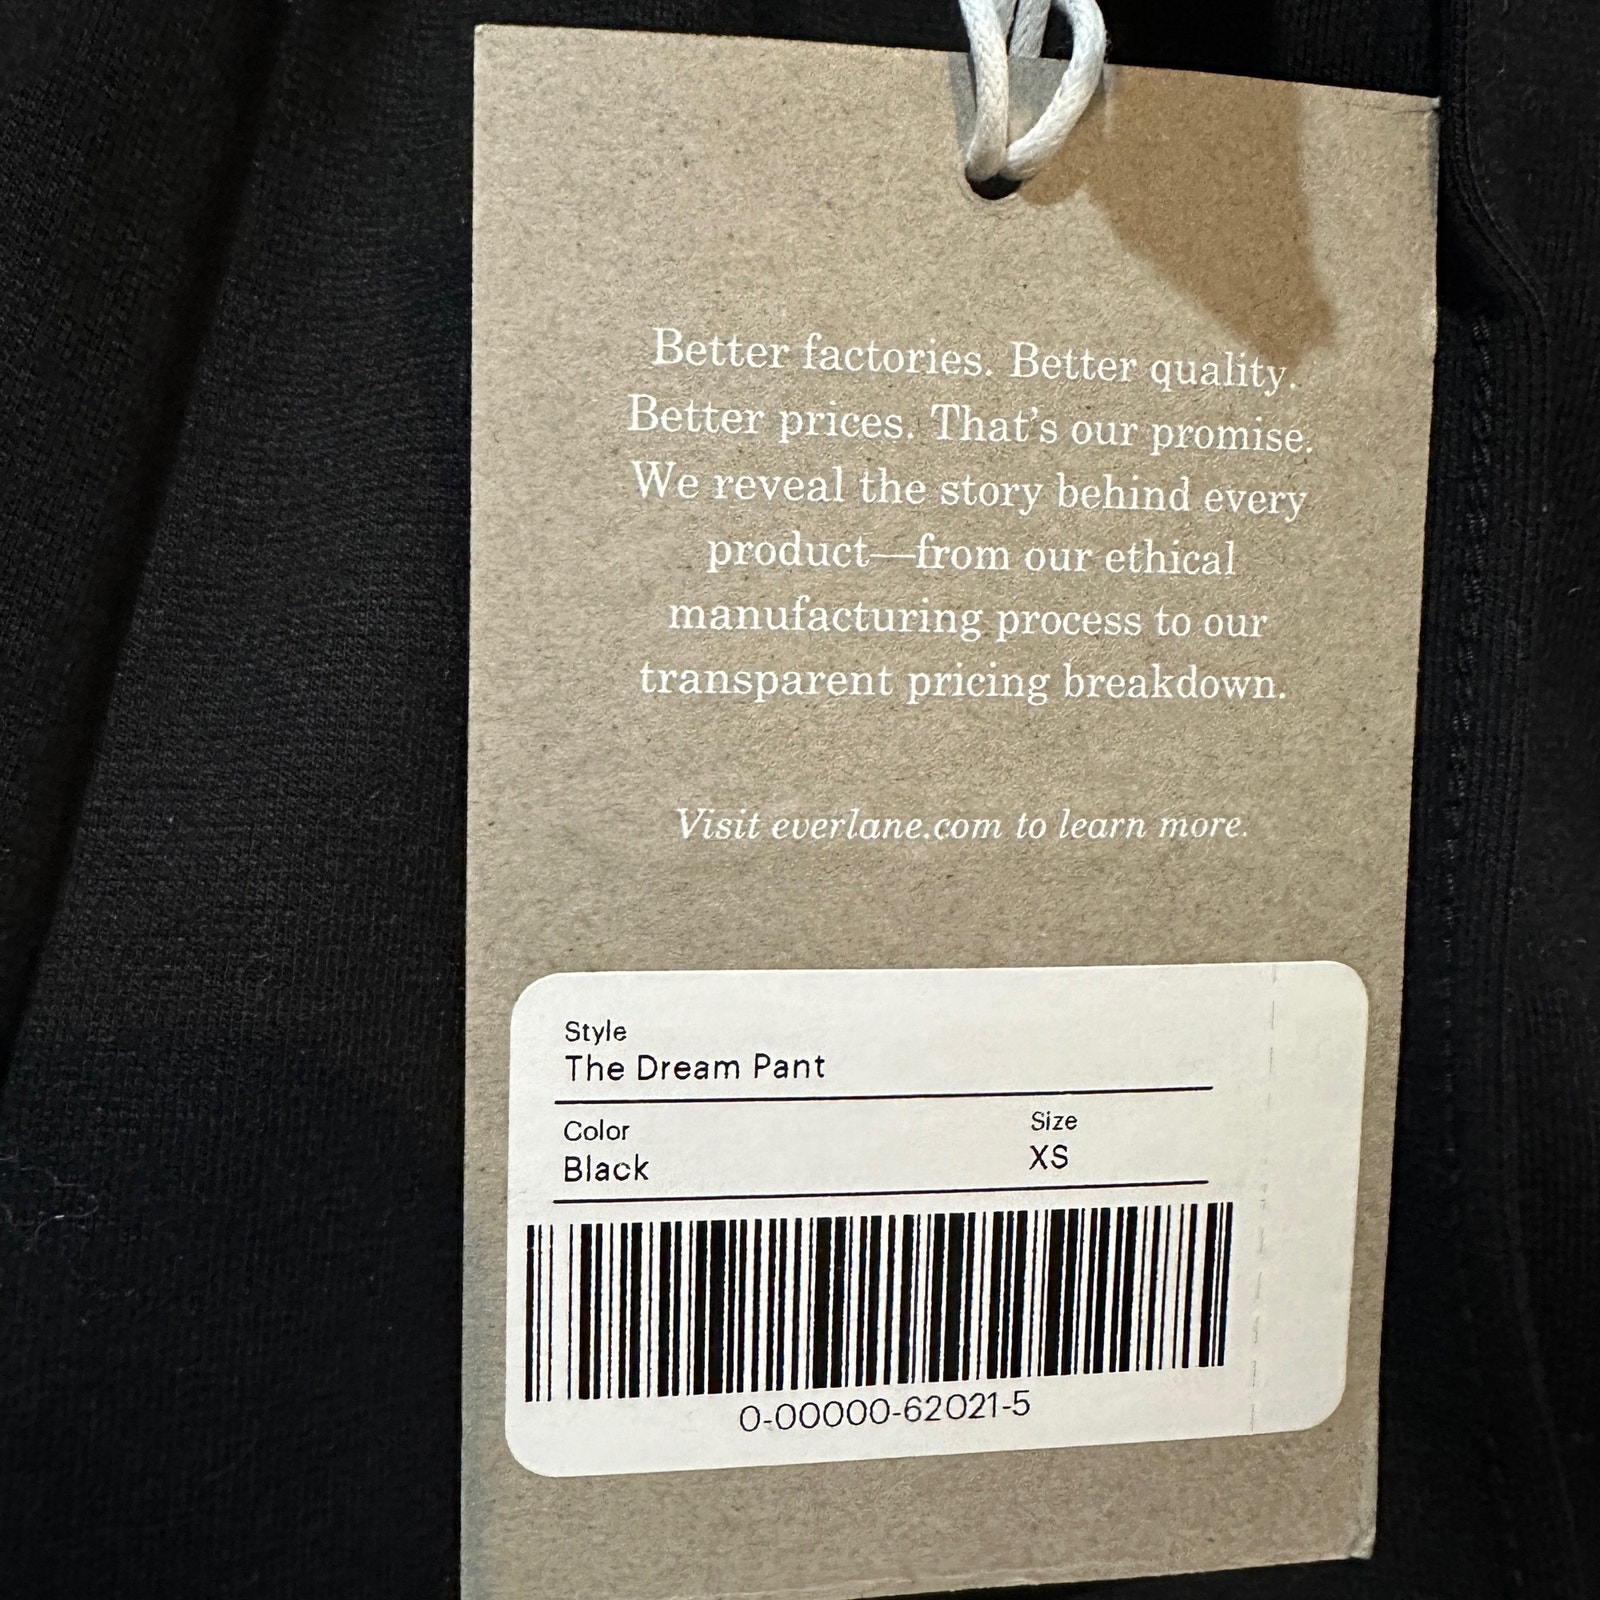 Better factories. Better quality.
Better prices. That's our promise.
We reveal the story behind every
product—from our ethical
manufacturing process to our
transparent pricing breakdown.
Visit everlane.com to learn more.
Style
The Dream Pant
Color
Black
Size
XS
0-00000-62021-5